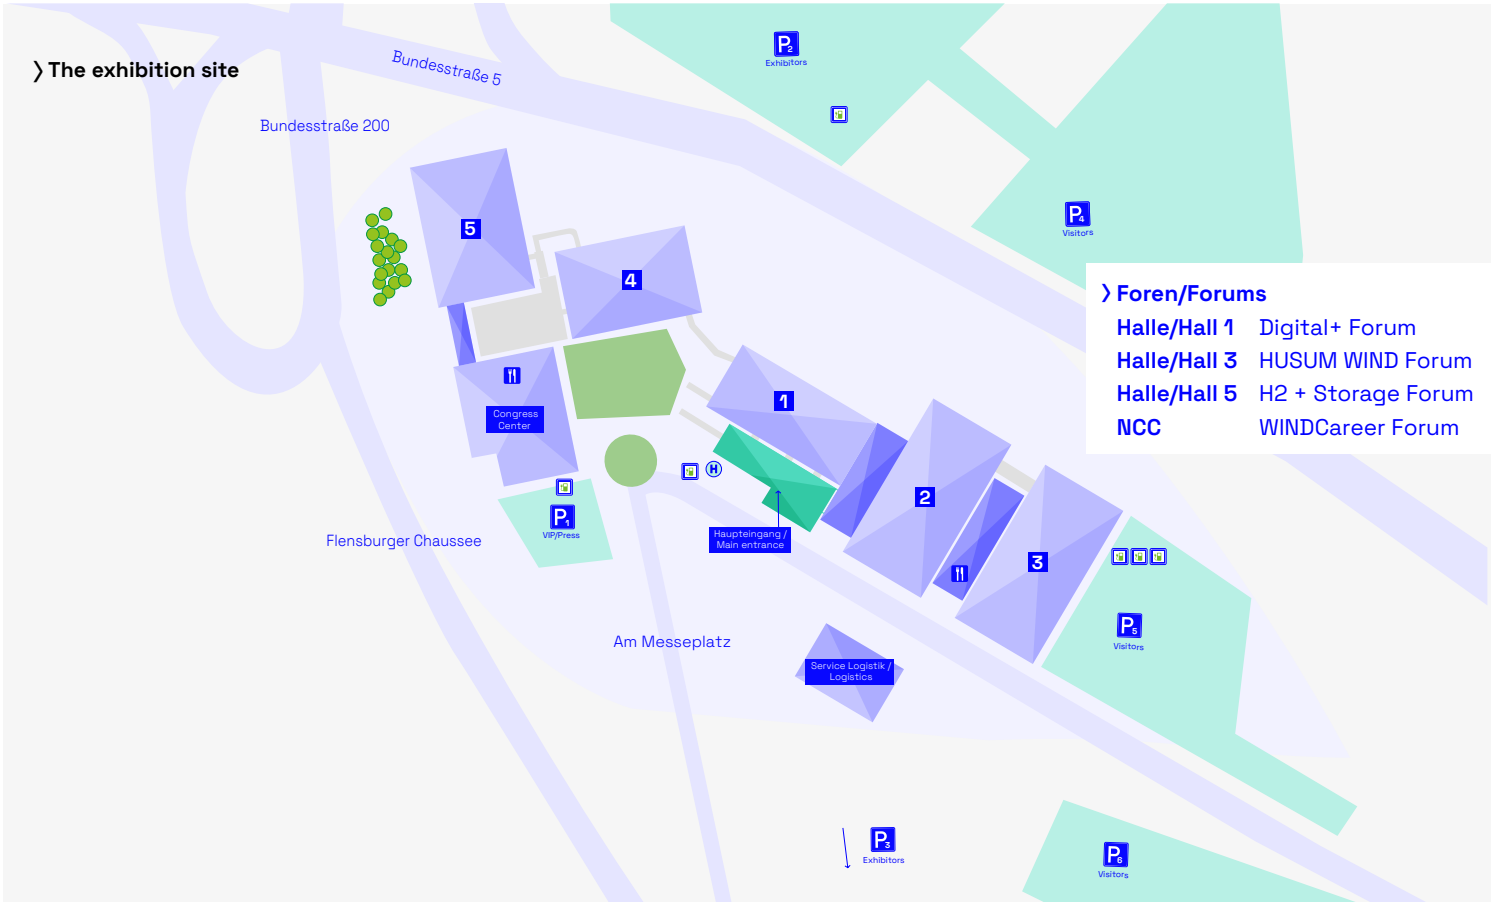 The exhibition site
Bundesstraße 5
Bundesstraße 200
P2
Exhibitors
P4
Visitors
Foren/Forums
Halle/Hall 1 Digital+ Forum
Halle/Hall 3 HUSUM WIND Forum
Halle/Hall 5 H2 + Storage Forum
NCC WINDCareer Forum
5
4
1
2
3
Congress
Center
H
P1
VIP/Press
Haupteingang /
Main entrance
Flensburger Chaussee
Am Messeplatz
P5
Visitors
Service Logistik /
Logistics
P3
Exhibitors
P6
Visitors